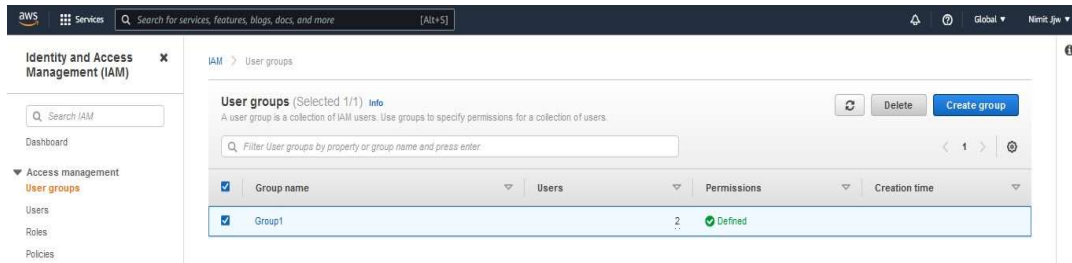 aws Services Search for services, features, blogs, docs, and more [Alt+S] Global ▼ Nimit Jjw ▼
Identity and Access
Management (IAM)
Search IAM
Dashboard
Access management
User groups
Users
Roles
Policies
IAM > User groups
User groups (Selected 1/1) Info
A user group is a collection of IAM users. Use groups to specify permissions for a collection of users.
Delete Create group
Filter User groups by property or group name and press enter
1
Group name Users Permissions Creation time
Group1 2 Defined